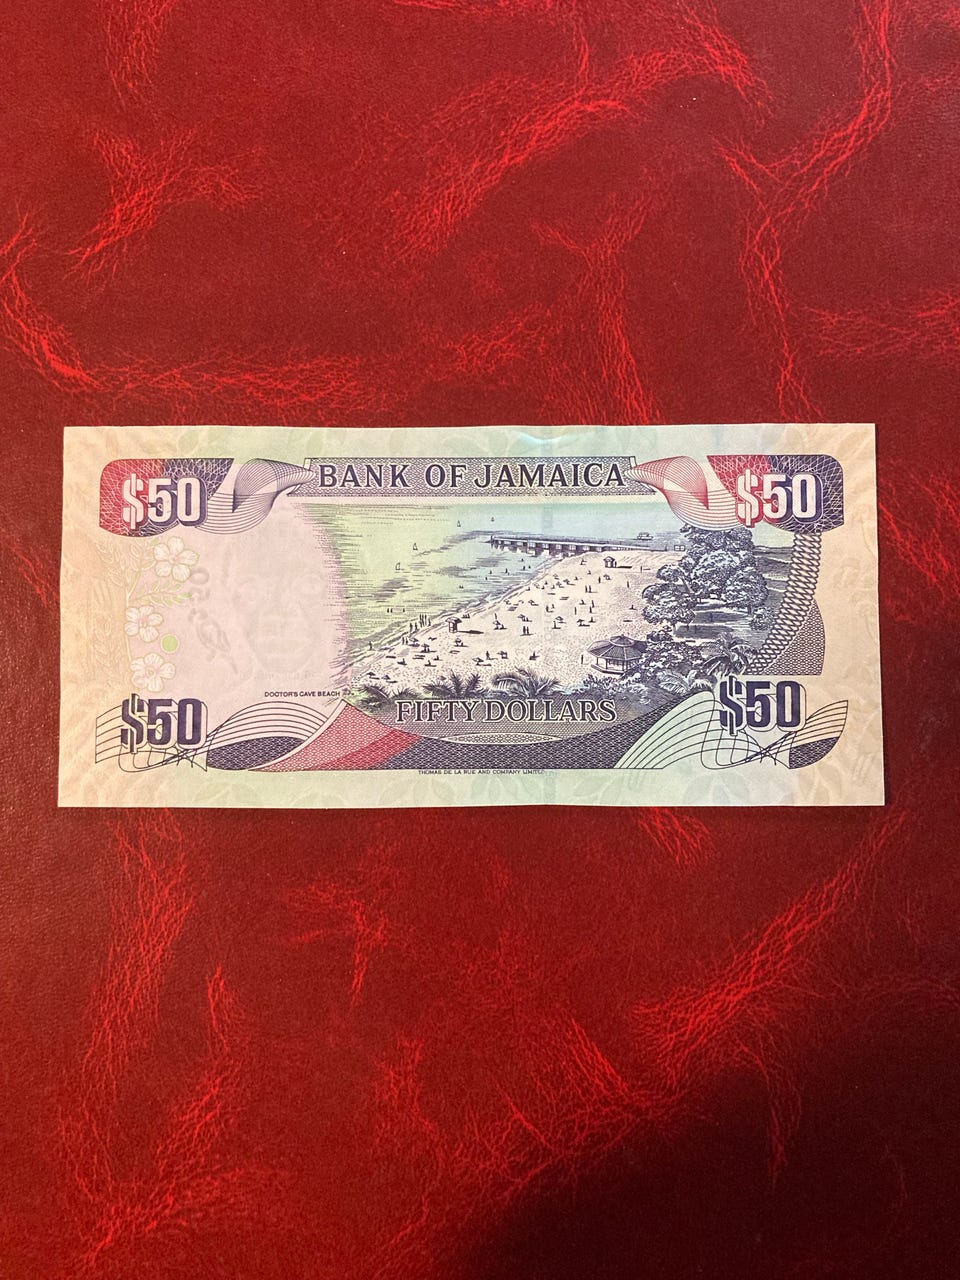 BANK OF JAMAICA
$50
$50
DOCTOR'S CAVE BEACH
$50
FIFTY DOLLARS
$50
THOMAS DE LA RUE AND COMPANY LIMITED